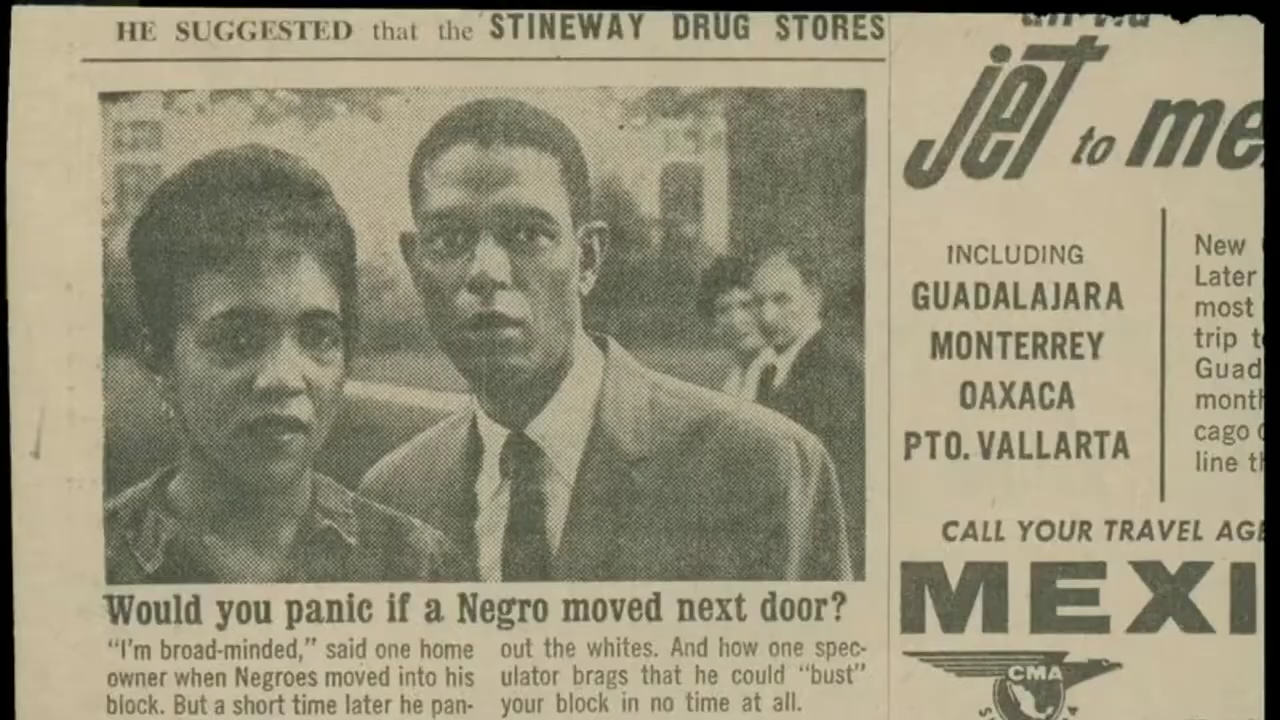 HE SUGGESTED that the STINEWAY DRUG STORES
Would you panic if a Negro moved next door?
"I'm broad-minded," said one home
owner when Negroes moved into his
block. But a short time later he pan-
out the whites. And how one spec-
ulator brags that he could "bust"
your block in no time at all.
jet to me
INCLUDING
GUADALAJARA
MONTERREY
OAXACA
PTO. VALLARTA
New
Later
most
trip t
Guad
month
cago
line th
CALL YOUR TRAVEL AGE
MEXI
CMA